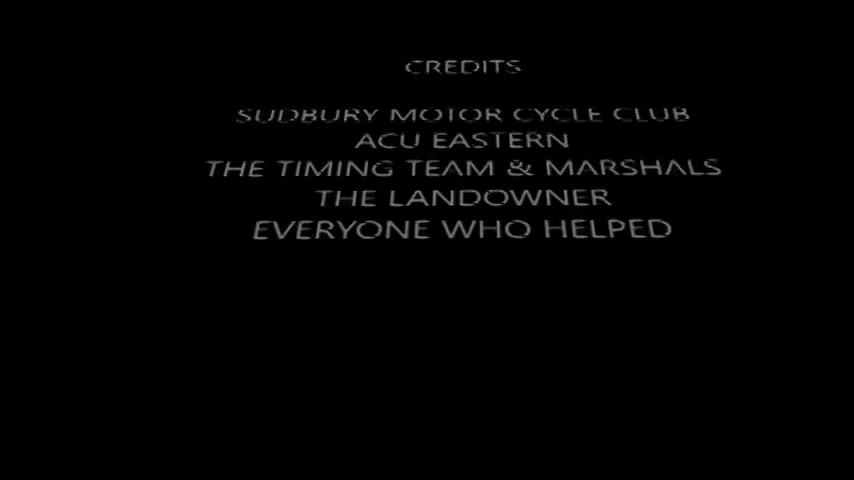 CREDITS
SUDBURY MOTOR CYCLE CLUB
ACU EASTERN
THE TIMING TEAM & MARSHALS
THE LANDOWNER
EVERYONE WHO HELPED